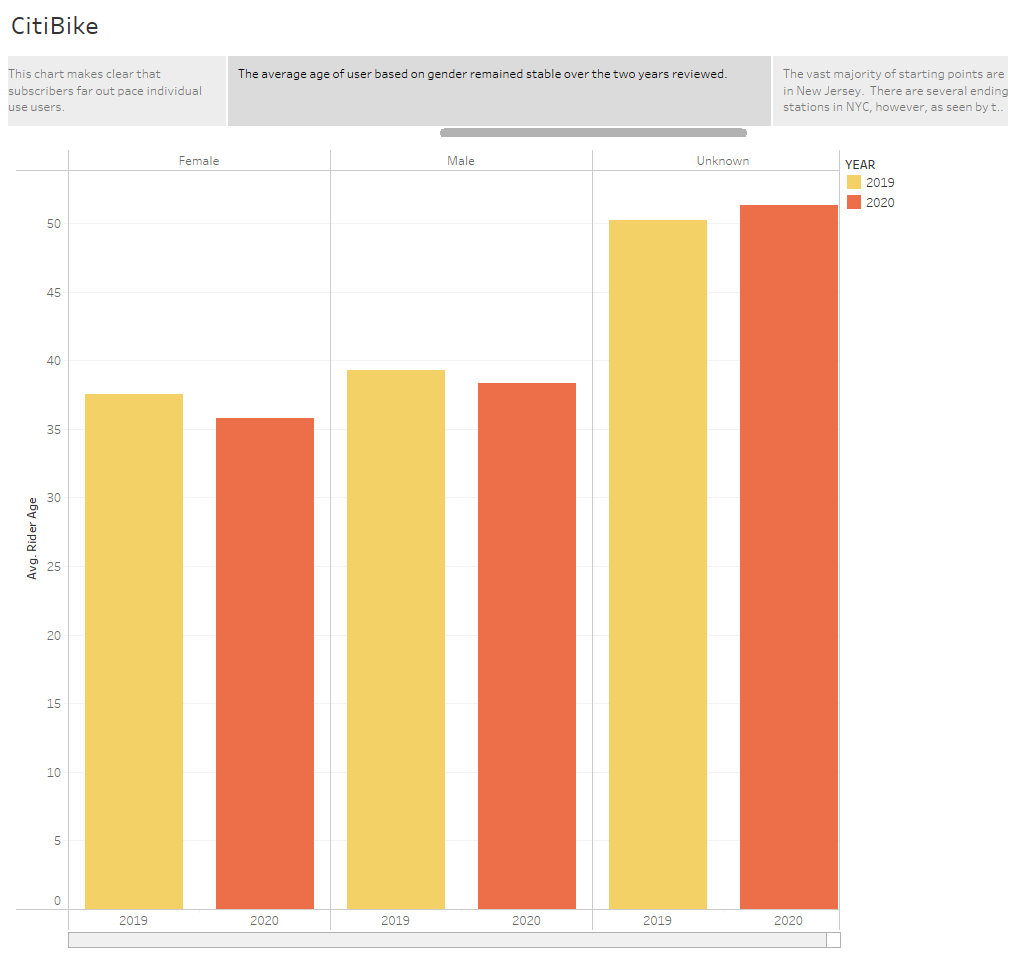 CitiBike
This chart makes clear that
subscribers far out pace individual
use users.
The average age of user based on gender remained stable over the two years reviewed.
The vast majority of starting points are
in New Jersey.  There are several ending
stations in NYC, however, as seen by t..
Female
Male
Unknown
YEAR
2019
2020
Avg. Rider Age
50
45
40
35
30
25
20
15
10
5
0
2019
2020
2019
2020
2019
2020